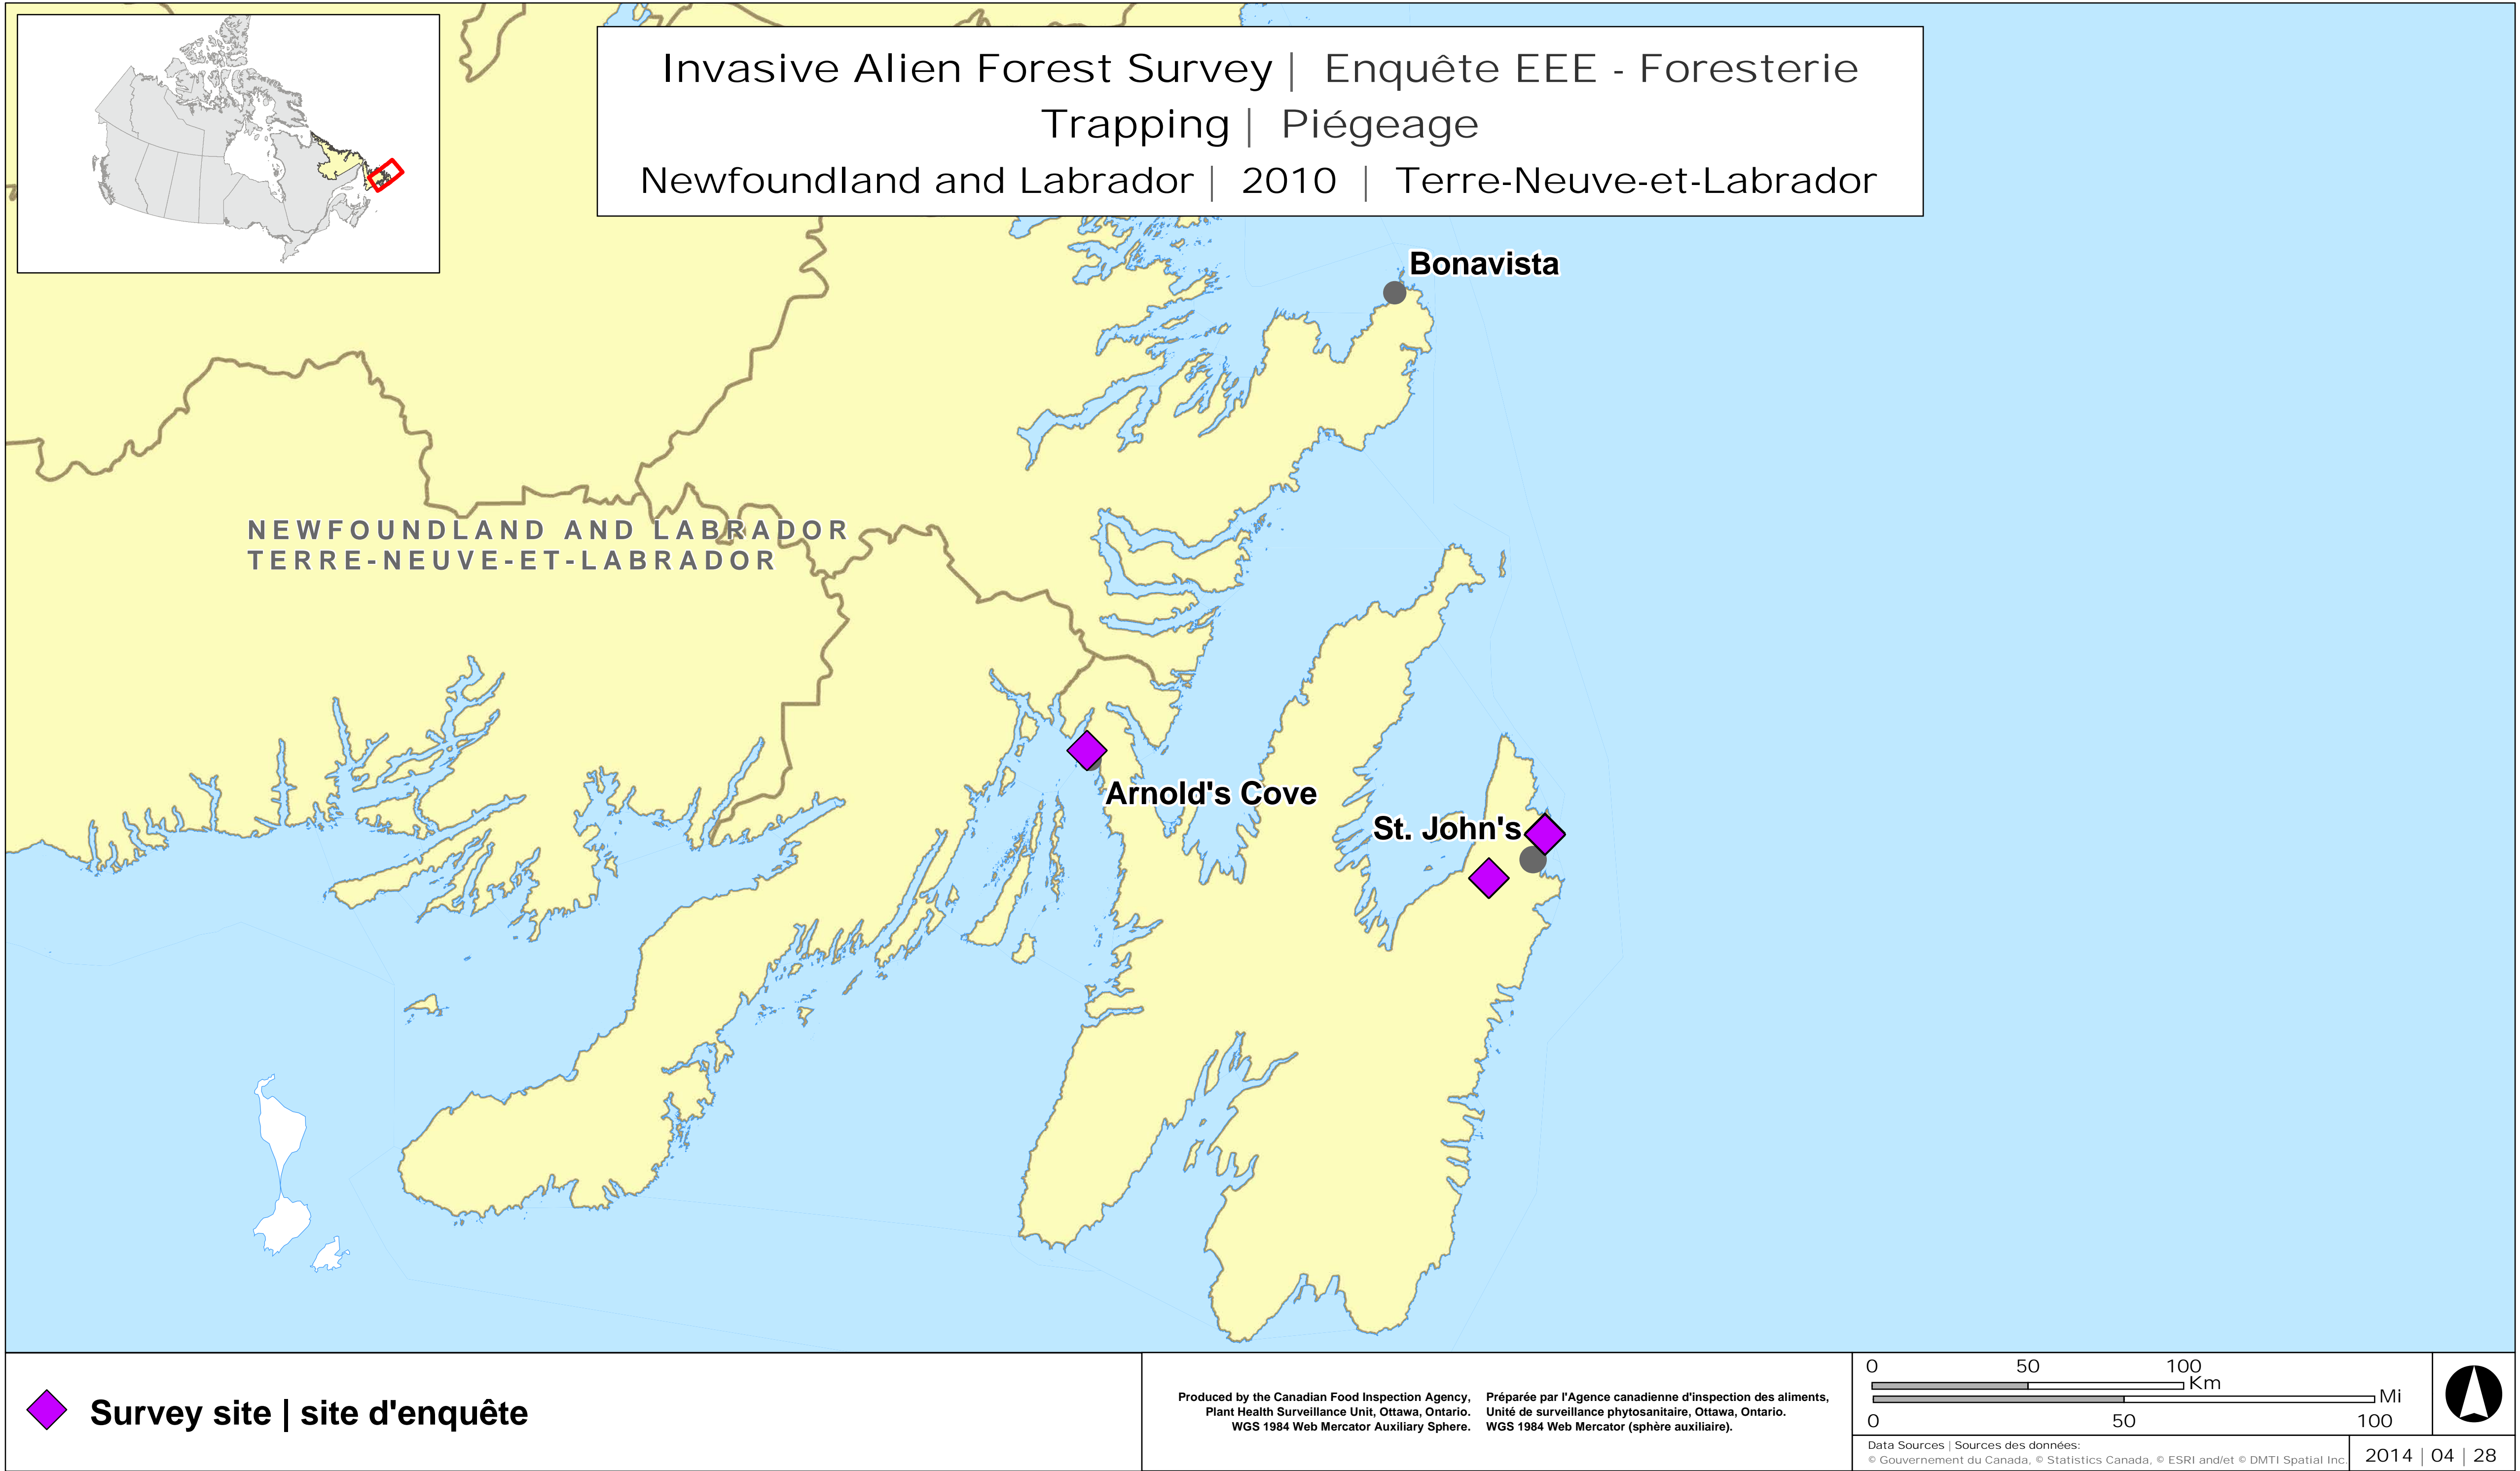 Invasive Alien Forest Survey | Enquête EEE - Foresterie
Trapping | Piégeage
Newfoundland and Labrador | 2010 | Terre-Neuve-et-Labrador
Bonavista
NEWFOUNDLAND AND LABRADOR
TERRE-NEUVE-ET-LABRADOR
Arnold's Cove
St. John's
Survey site | site d'enquête
Produced by the Canadian Food Inspection Agency,
Plant Health Surveillance Unit, Ottawa, Ontario.
WGS 1984 Web Mercator Auxiliary Sphere.
Préparée par l'Agence canadienne d'inspection des aliments,
Unité de surveillance phytosanitaire, Ottawa, Ontario.
WGS 1984 Web Mercator (sphère auxiliaire).
0 50 100
Km
Mi
0 50 100
Data Sources | Sources des données:
© Gouvernement du Canada, © Statistics Canada, © ESRI and/et © DMTI Spatial Inc.
2014 | 04 | 28